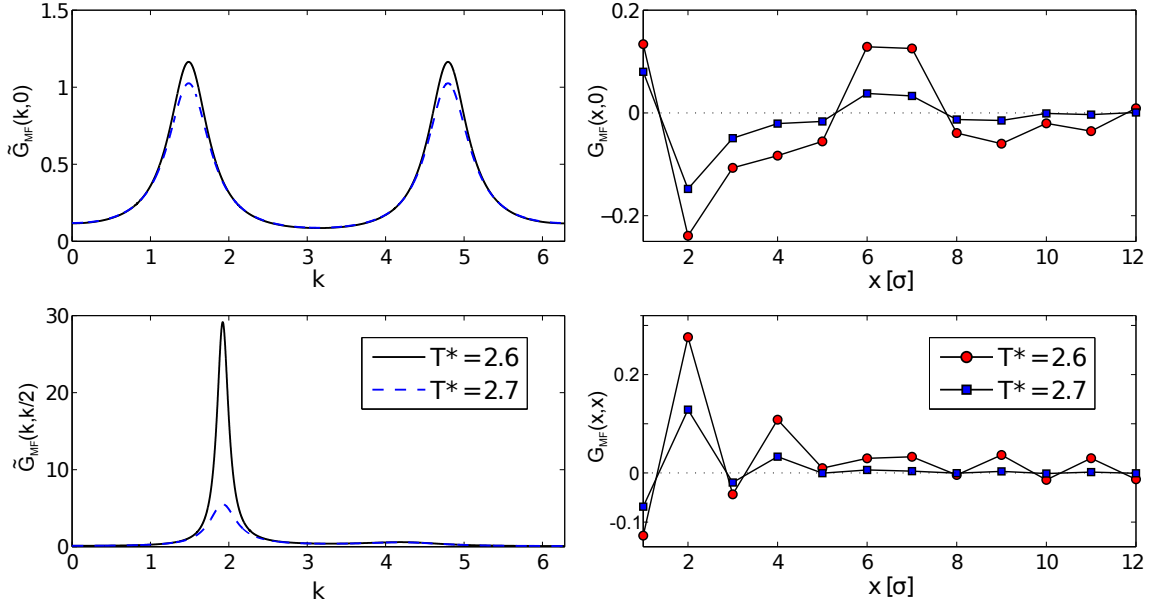 1.5
1
0.5
0
0 1 2 3 4 5 6
k
G̃MF(k,0)
0.2
0
−0.2
2 4 6 8 10 12
x [σ]
GMF(x,0)
30
20
10
0
0 1 2 3 4 5 6
k
G̃MF(k,k/2)
T* = 2.6
T* = 2.7
0.2
0
-0.1
2 4 6 8 10 12
x [σ]
GMF(x,x)
T* = 2.6
T* = 2.7